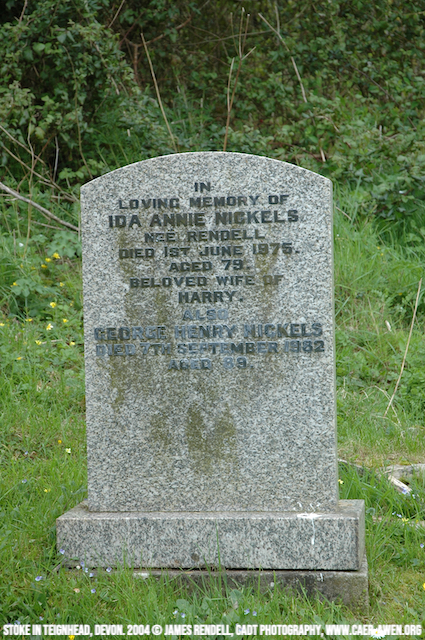 IN
LOVING MEMORY OF
IDA ANNIE NICKELS
NÉE RENDELL
DIED 1ST JUNE 1975.
AGED 79.
BELOVED WIFE OF
HARRY.
ALSO
GEORGE HENRY NICKELS
DIED 7TH SEPTEMBER 1982
AGED 89.
STOKE IN TEIGNHEAD, DEVON. 2004 © JAMES RENDELL, CADT PHOTOGRAPHY, WWW.CAER-AWEN.ORG